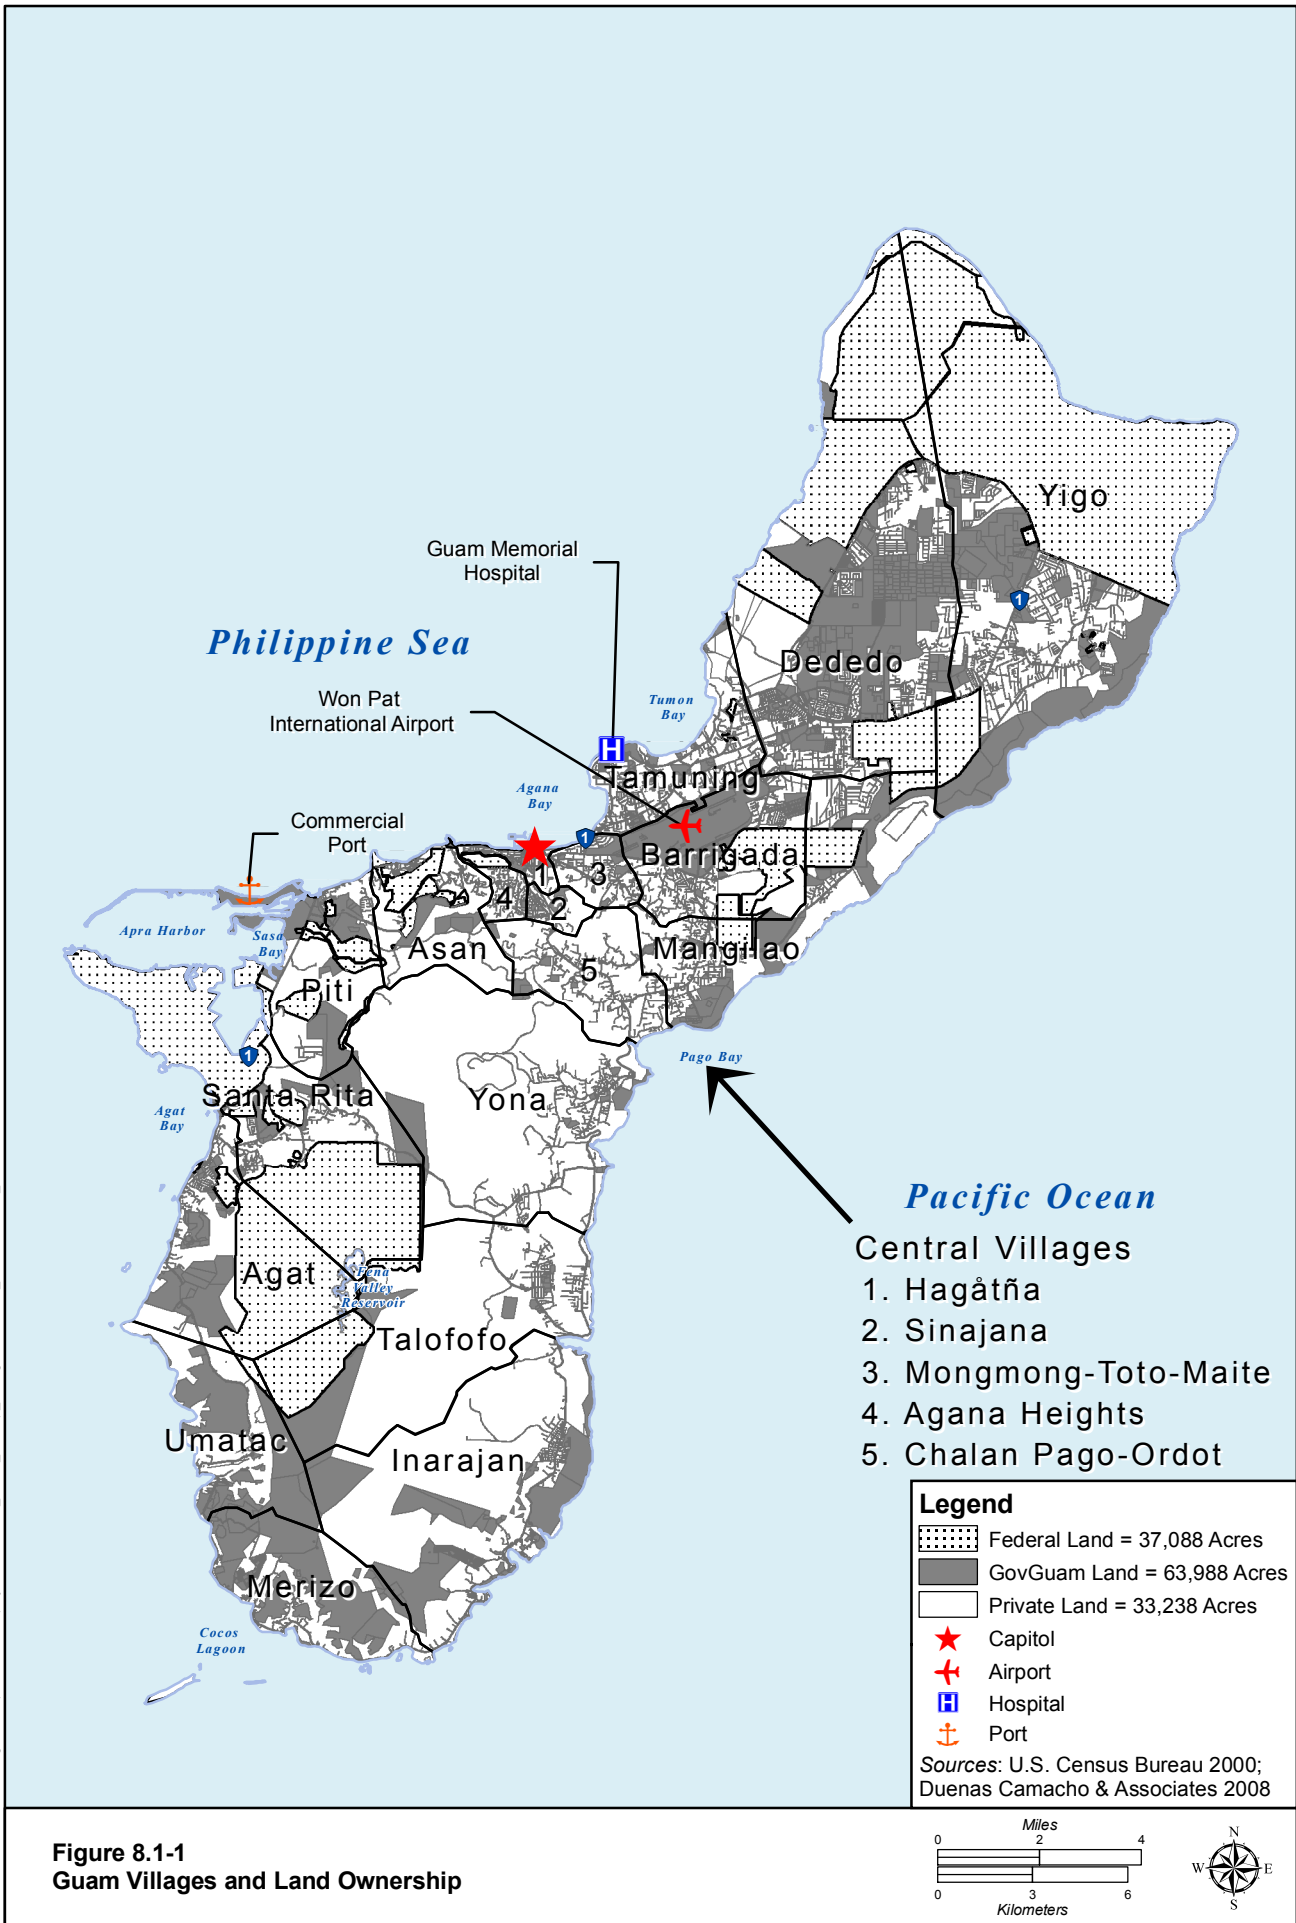 Guam Memorial
Hospital
Yigo
Philippine Sea
Won Pat
International Airport
Dededo
Tumon
Bay
H
Tamuning
Agana
Bay
Commercial
Port
1
1
1
Barrigada
3
4
2
Apra Harbor
Sasa
Bay
Asan
Mangilao
5
Piti
1
Pago Bay
Santa Rita
Yona
Agat
Bay
Pacific Ocean
Central Villages
1. Hagåtña
2. Sinajana
3. Mongmong-Toto-Maite
4. Agana Heights
5. Chalan Pago-Ordot
Agat
Fena
Valley
Reservoir
Talofofo
Umatac
Inarajan
Merizo
Cocos
Lagoon
Legend
Federal Land = 37,088 Acres
GovGuam Land = 63,988 Acres
Private Land = 33,238 Acres
Capitol
Airport
H Hospital
Port
Sources: U.S. Census Bureau 2000;
Duenas Camacho & Associates 2008
Figure 8.1-1
Guam Villages and Land Ownership
Miles
0 2 4
0 3 6
Kilometers
N
W E
S